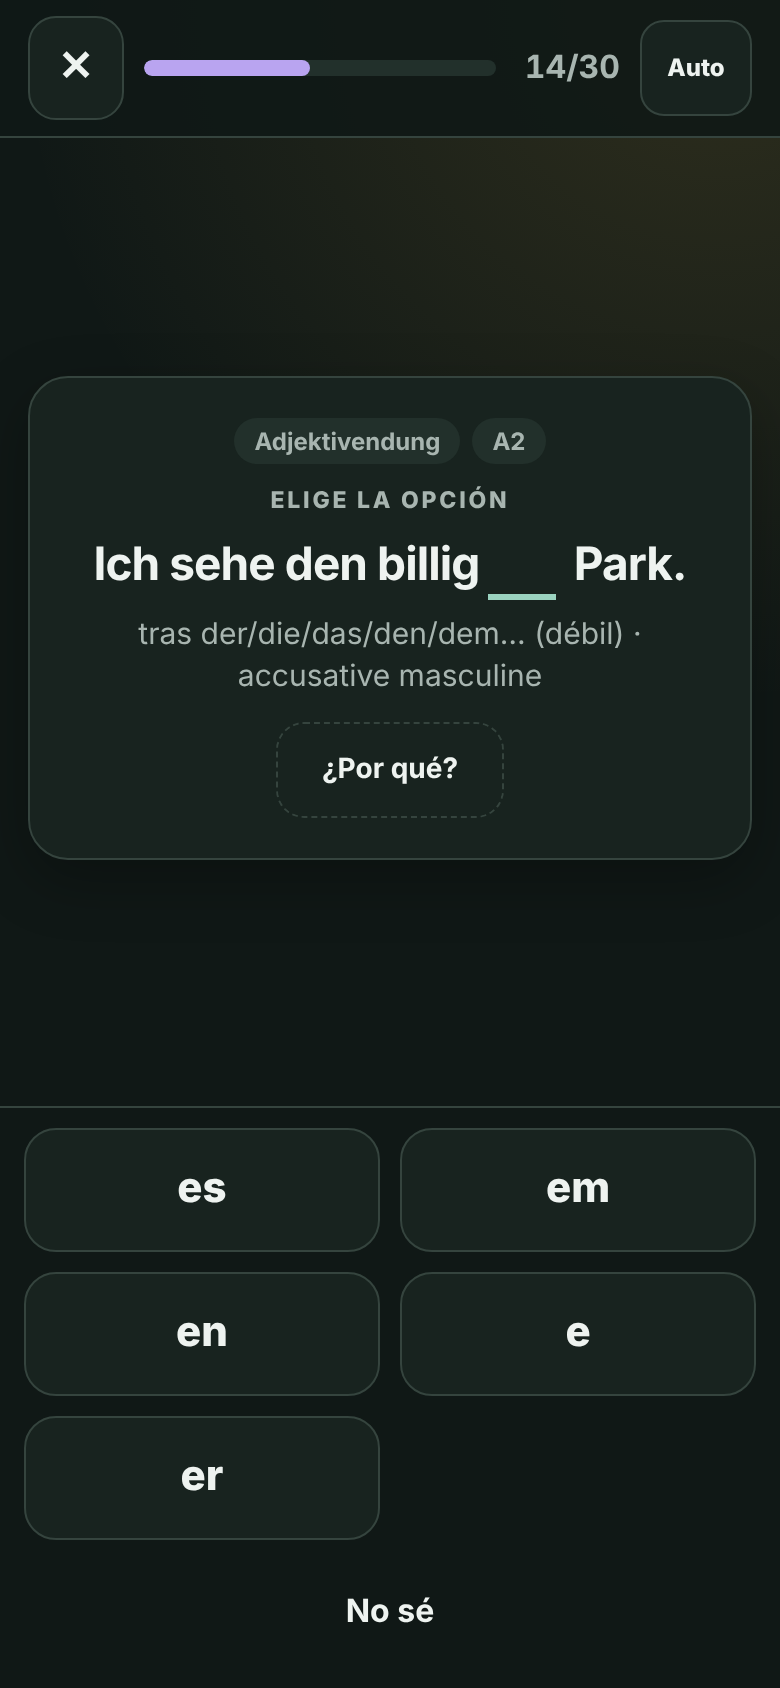 ✕ 14/30 Auto
Adjektivendung A2
ELIGE LA OPCIÓN
Ich sehe den billig ___ Park.
tras der/die/das/den/dem... (débil) ·
accusative masculine
¿Por qué?
es em
en e
er
No sé